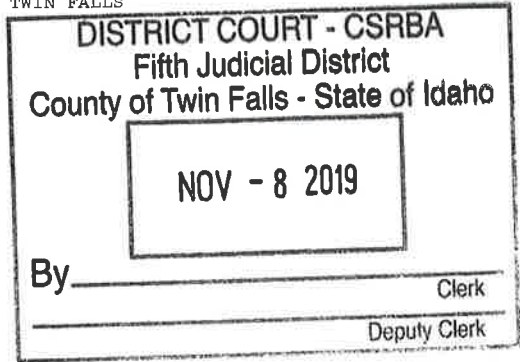 TWIN FALLS
DISTRICT COURT - CSRBA
Fifth Judicial District
County of Twin Falls - State of Idaho
NOV - 8 2019
By
Clerk
Deputy Clerk